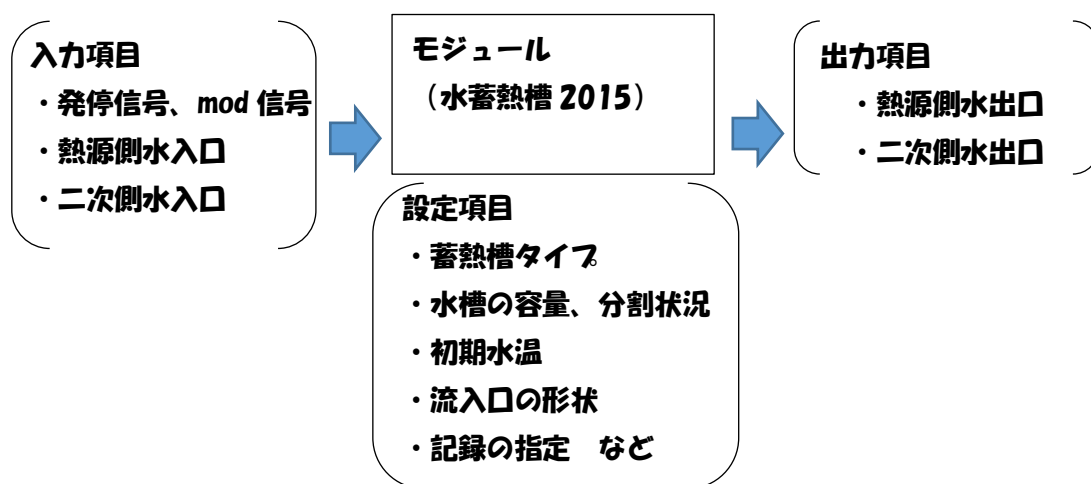 入力項目
・発停信号、mod 信号
・熱源側水入口
・二次側水入口
モジュール
（水蓄熱槽 2015）
設定項目
・蓄熱槽タイプ
・水槽の容量、分割状況
・初期水温
・流入口の形状
・記録の指定　など
出力項目
・熱源側水出口
・二次側水出口